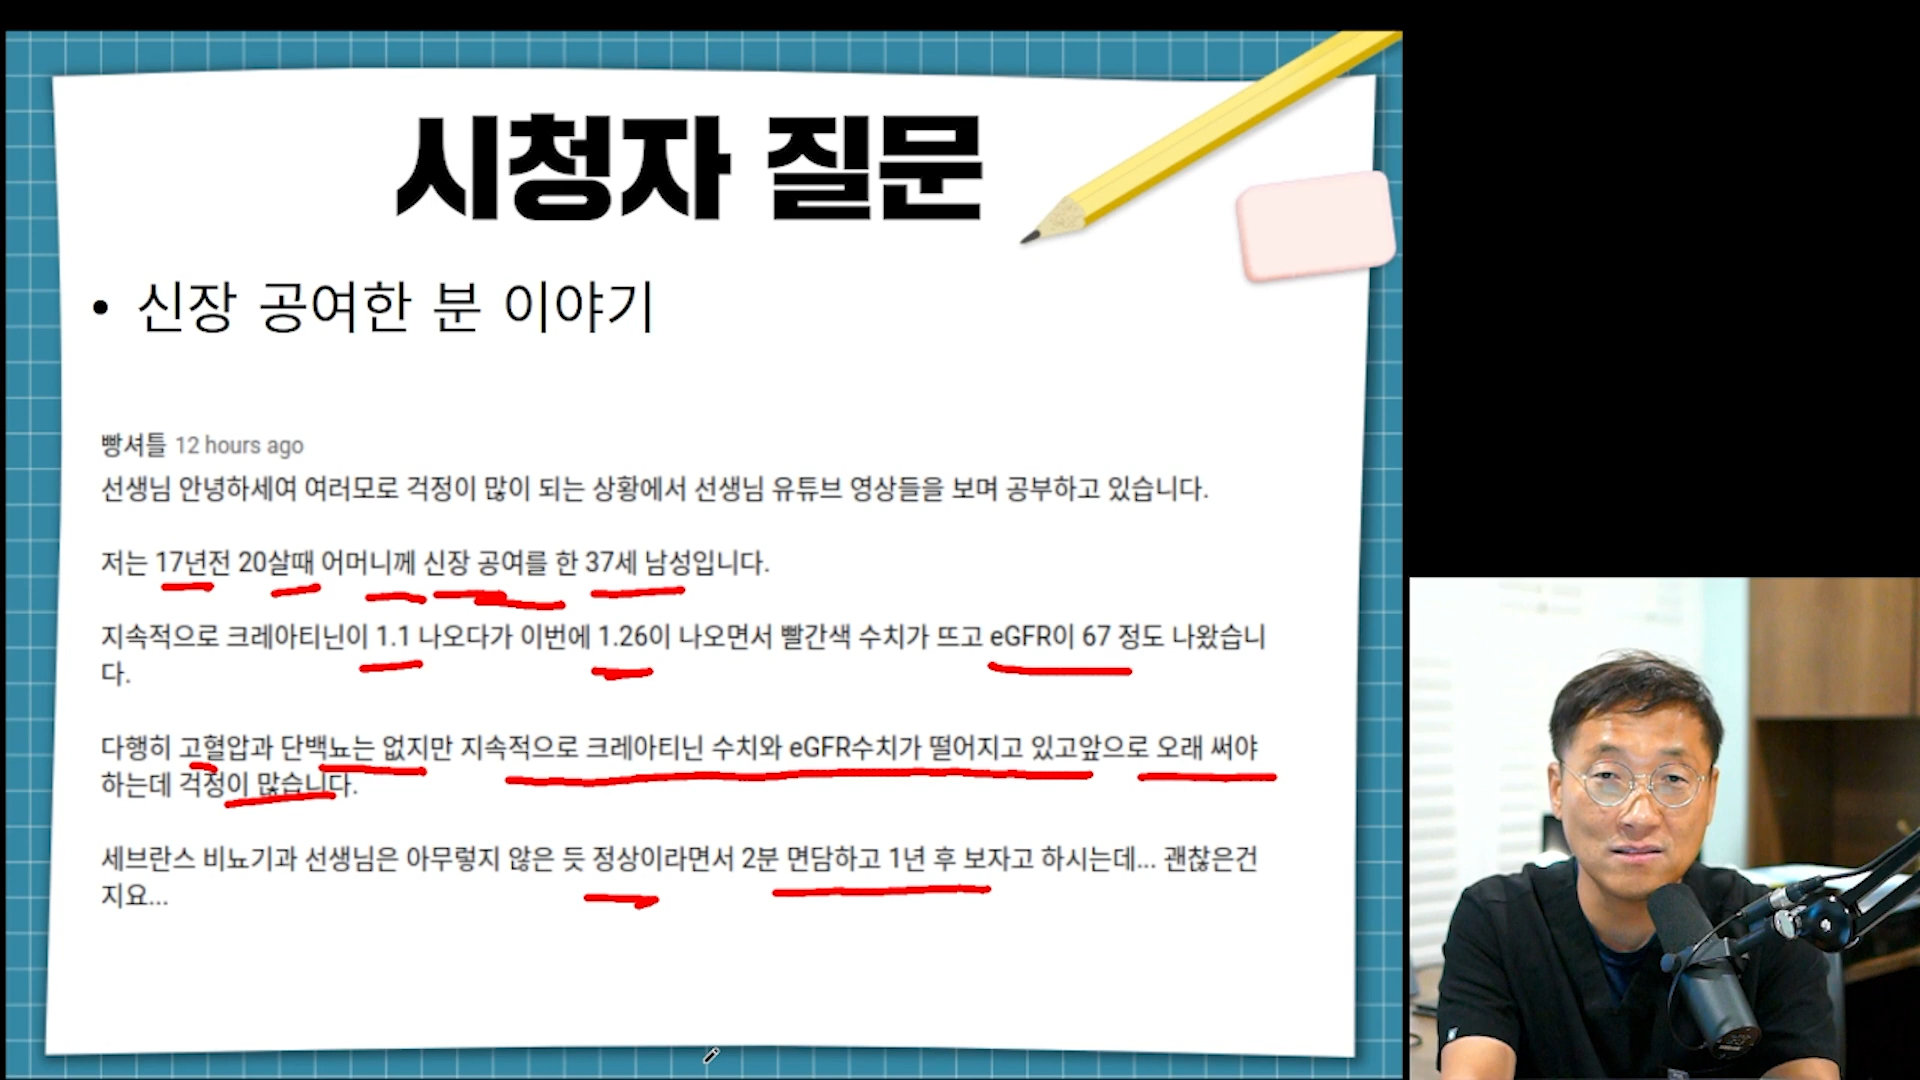 시청자 질문
• 신장 공여한 분 이야기
빵셔틀 12 hours ago
선생님 안녕하세여 여러모로 걱정이 많이 되는 상황에서 선생님 유튜브 영상들을 보며 공부하고 있습니다.
저는 17년전 20살때 어머니께 신장 공여를 한 37세 남성입니다.
지속적으로 크레아티닌이 1.1 나오다가 이번에 1.26이 나오면서 빨간색 수치가 뜨고 eGFR이 67 정도 나왔습니
다.
다행히 고혈압과 단백뇨는 없지만 지속적으로 크레아티닌 수치와 eGFR수치가 떨어지고 있고앞으로 오래 써야
하는데 걱정이 많습니다.
세브란스 비뇨기과 선생님은 아무렇지 않은 듯 정상이라면서 2분 면담하고 1년 후 보자고 하시는데... 괜찮은건
지요...